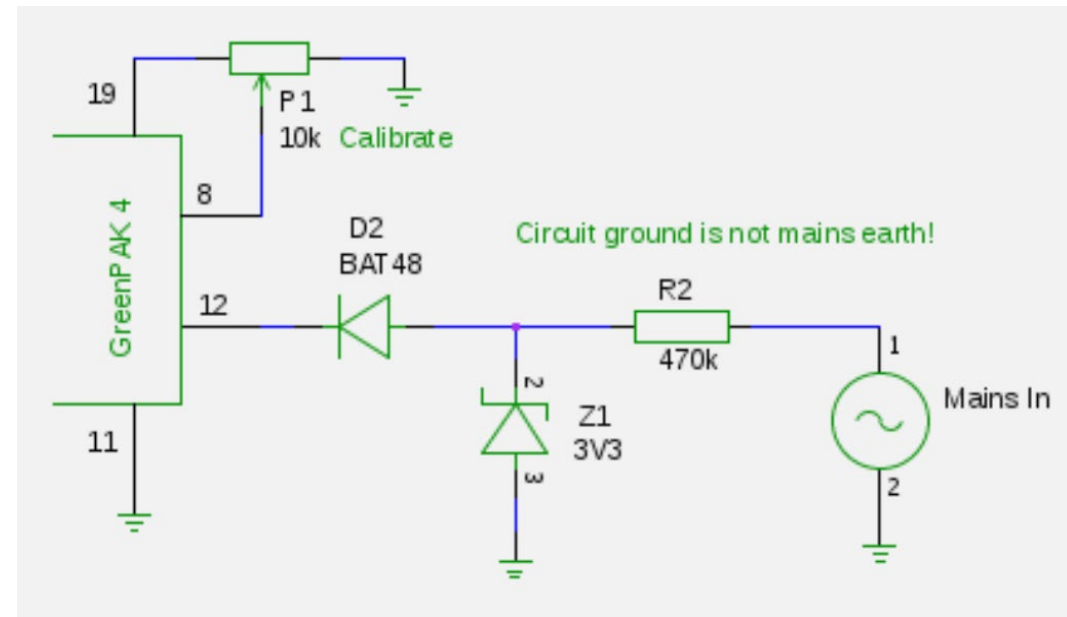 19
P1
10k Calibrate
8
GreenPAK 4
D2
BAT48
Circuit ground is not mains earth!
12
R2
470k
1
2
Mains In
Z1
3V3
11
3
2